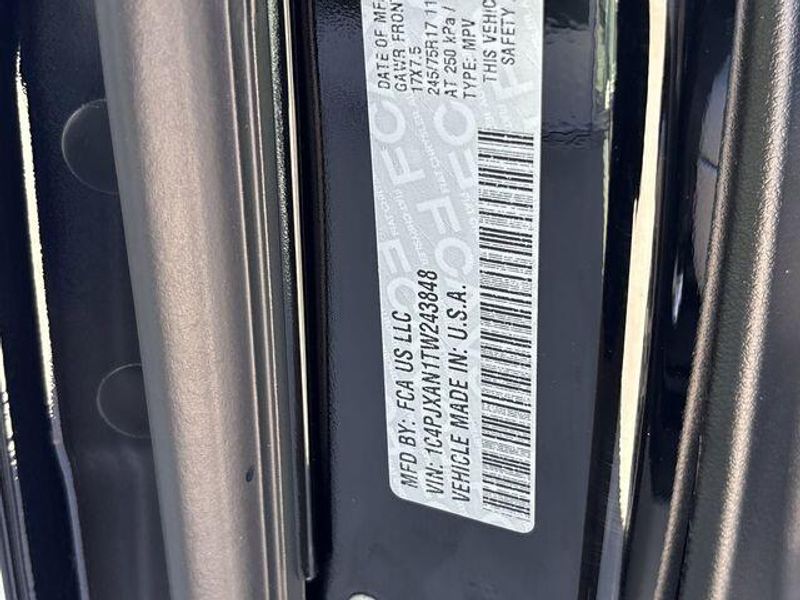 MFD BY: FCA US LLC
DATE OF MF
VIN: 1C4PJXAN1TW243848
GAWR FRONT
17X7.5
VEHICLE MADE IN: U.S.A.
245/75R17 11
AT 250 kPa /
TYPE: MPV
THIS VEHIC
SAFETY